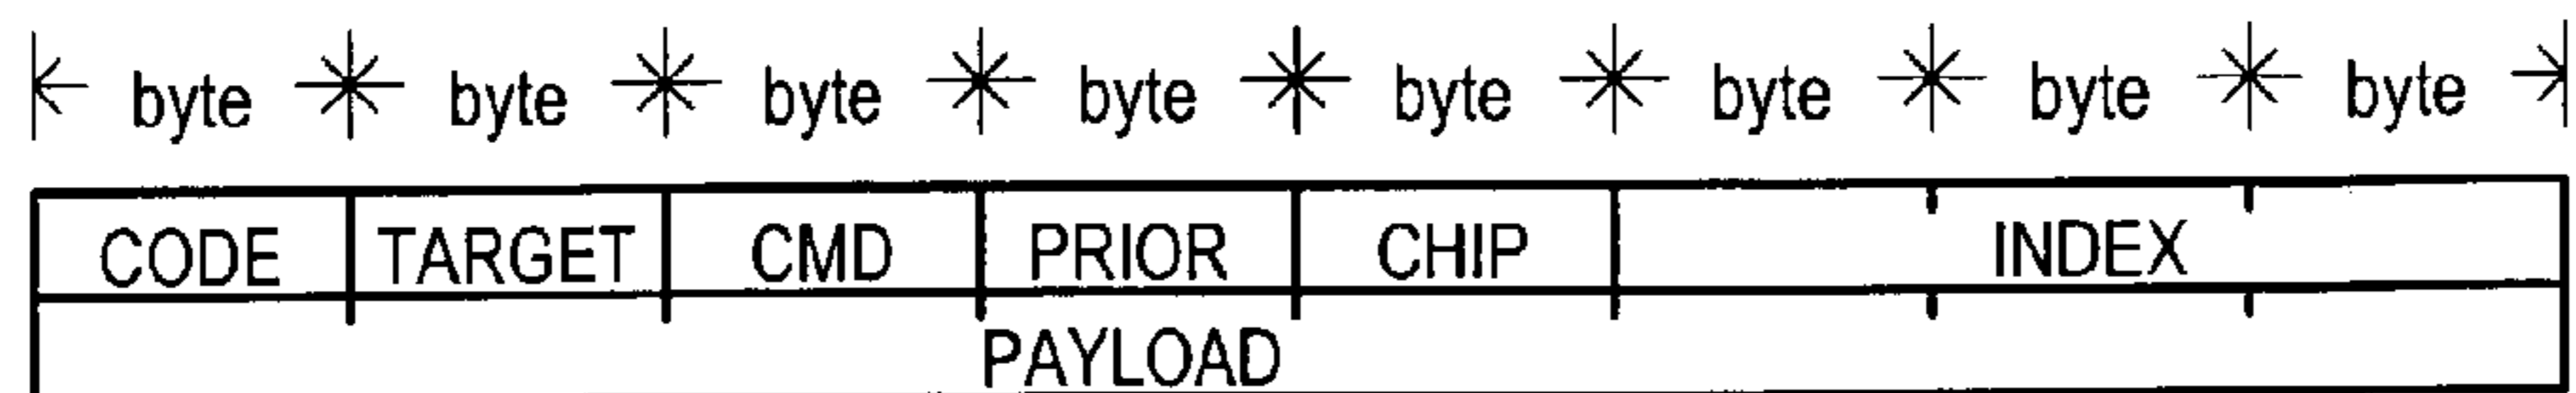 byte byte byte byte byte byte byte byte
CODE TARGET CMD PRIOR CHIP INDEX
PAYLOAD